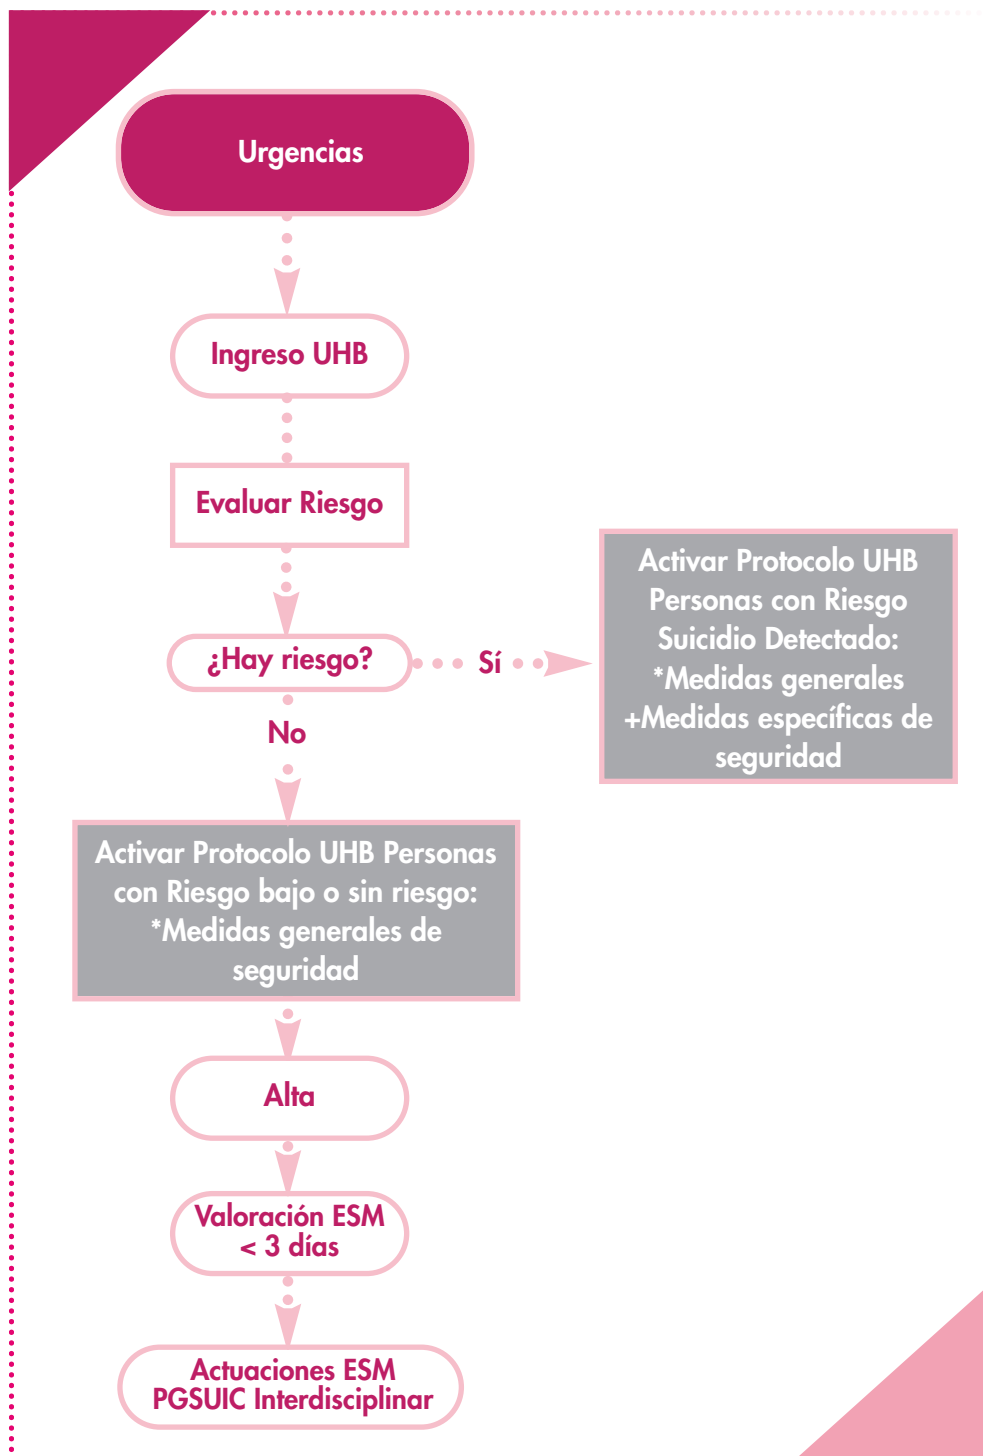 Urgencias
Ingreso UHB
Evaluar Riesgo
¿Hay riesgo?
Sí
Activar Protocolo UHB
Personas con Riesgo
Suicidio Detectado:
*Medidas generales
+Medidas específicas de
seguridad
No
Activar Protocolo UHB Personas
con Riesgo bajo o sin riesgo:
*Medidas generales de
seguridad
Alta
Valoración ESM
< 3 días
Actuaciones ESM
PGSUIC Interdisciplinar